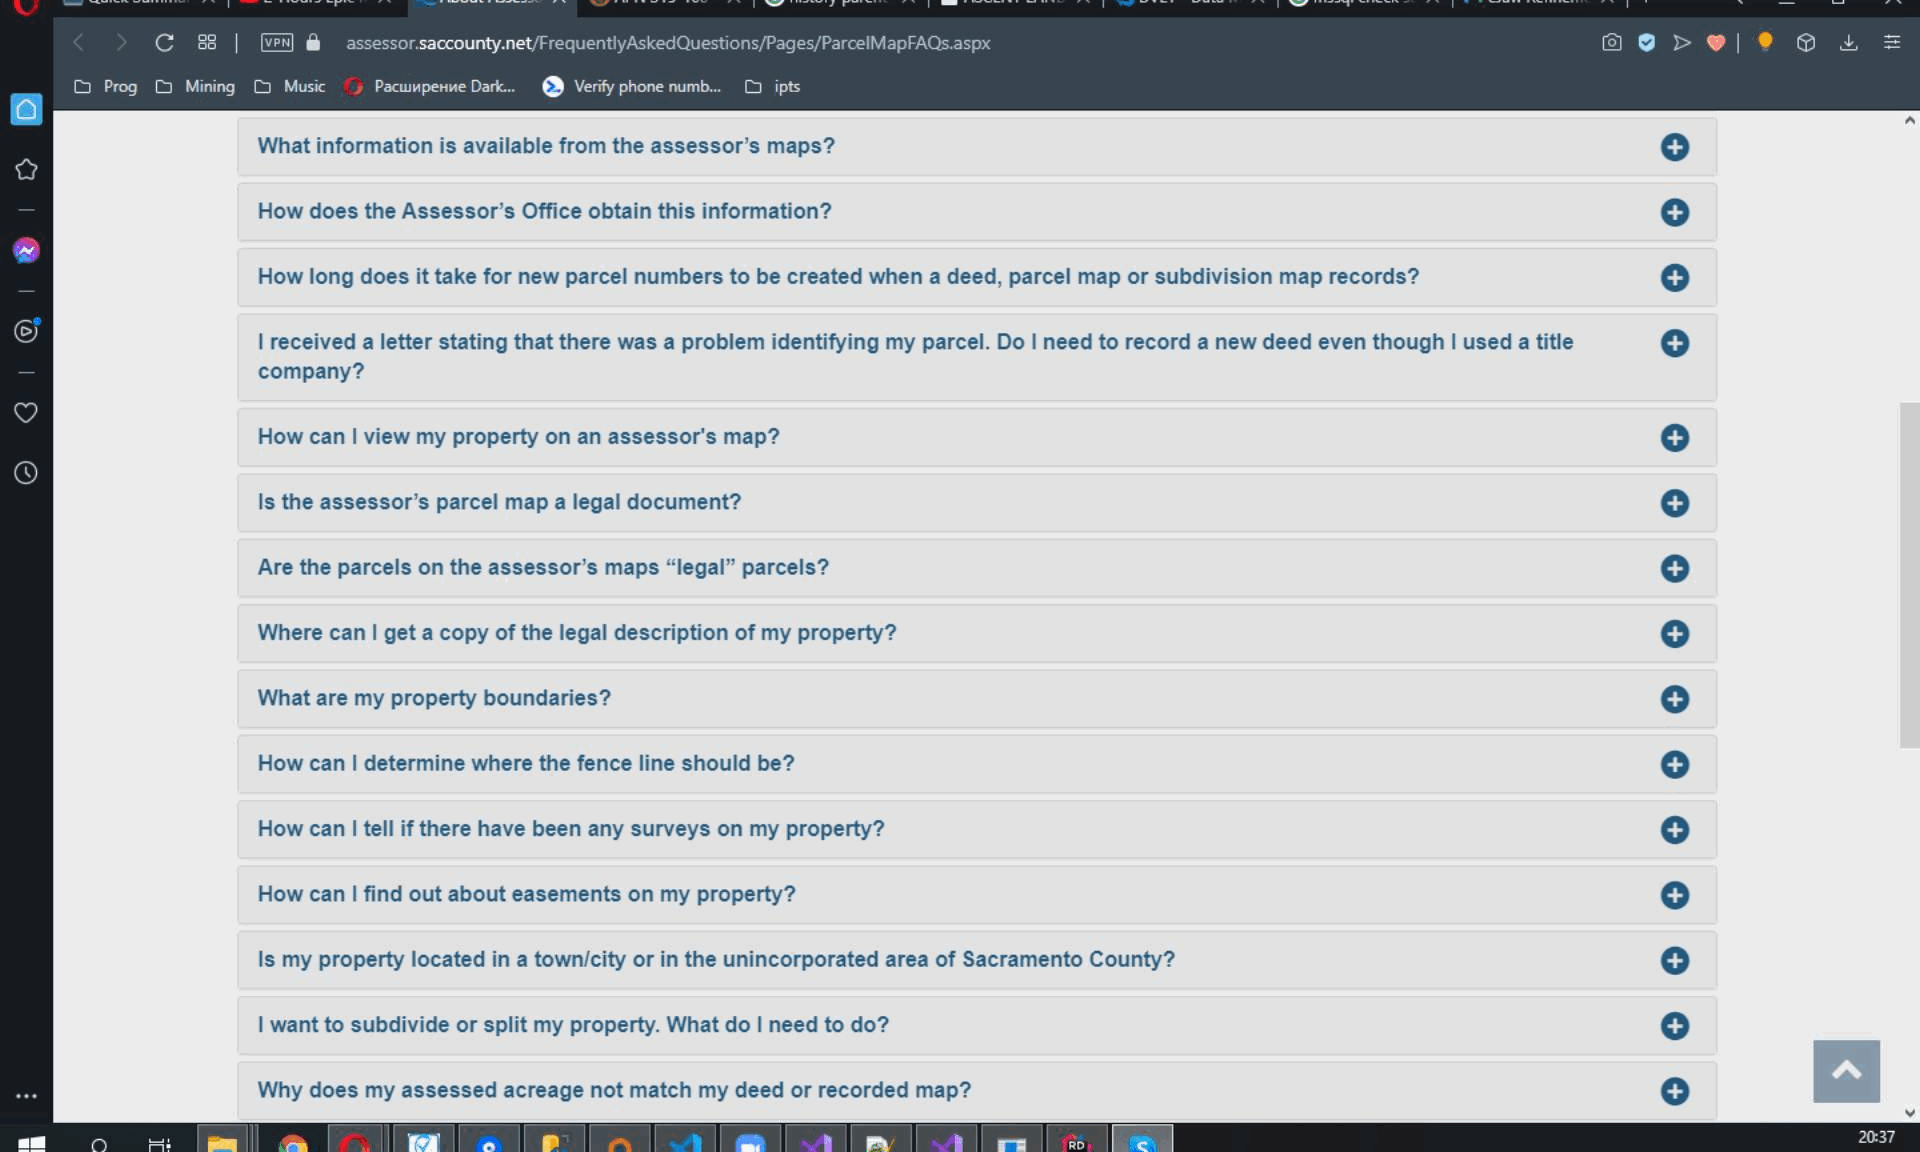 assessor.saccounty.net/FrequentlyAskedQuestions/Pages/ParcelMapFAQs.aspx
VPN
Prog
Mining
Music
Расширение Dark...
Verify phone numb...
ipts
What information is available from the assessor’s maps?
How does the Assessor’s Office obtain this information?
How long does it take for new parcel numbers to be created when a deed, parcel map or subdivision map records?
I received a letter stating that there was a problem identifying my parcel. Do I need to record a new deed even though I used a title
company?
How can I view my property on an assessor's map?
Is the assessor’s parcel map a legal document?
Are the parcels on the assessor’s maps “legal” parcels?
Where can I get a copy of the legal description of my property?
What are my property boundaries?
How can I determine where the fence line should be?
How can I tell if there have been any surveys on my property?
How can I find out about easements on my property?
Is my property located in a town/city or in the unincorporated area of Sacramento County?
I want to subdivide or split my property. What do I need to do?
Why does my assessed acreage not match my deed or recorded map?
RD
20:37